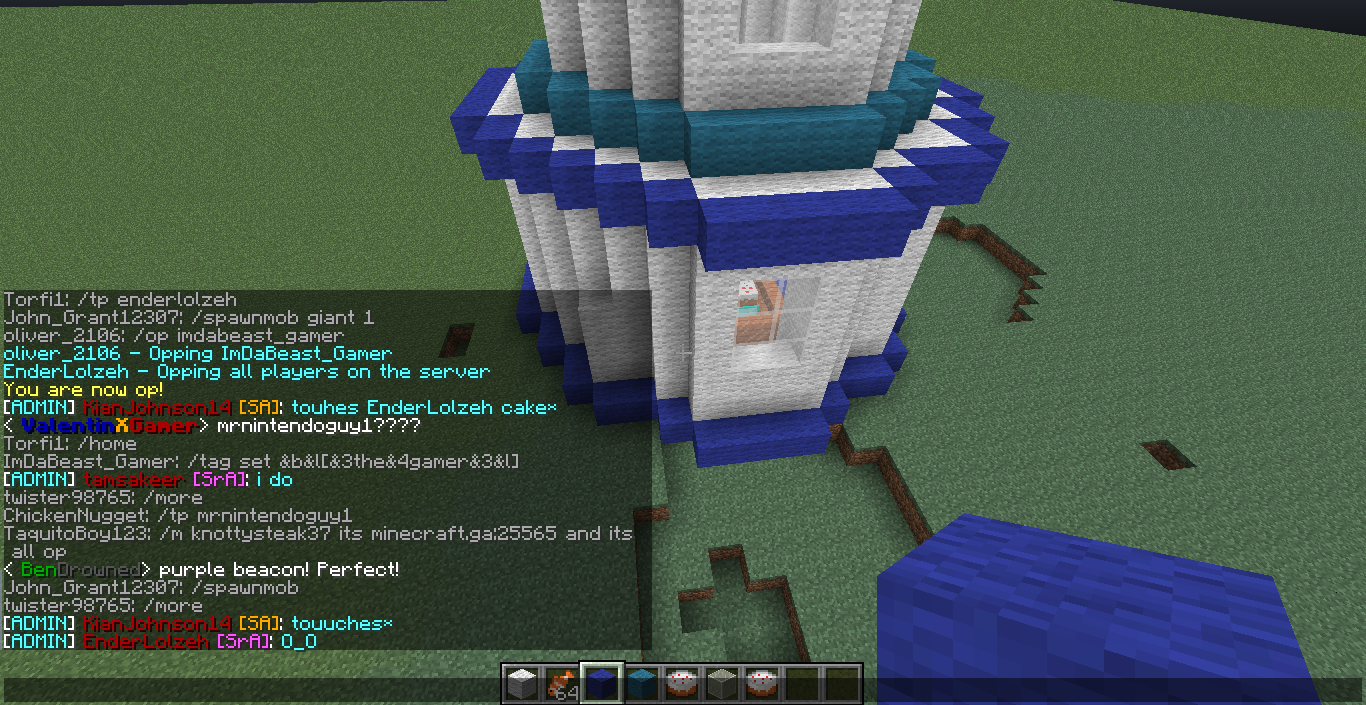 Torfi1: /tp enderlolzeh
John_Grant12307: /spawnmob giant 1
oliver_2106: /op imdabeast_gamer
oliver_2106 - Opping ImDaBeast_Gamer
EnderLolzeh - Opping all players on the server
You are now op!
[ADMIN] KianJohnson14 [SA]: touhes EnderLolzeh cake*
< ValentinXGamer> mrnintendoguy1????
Torfi1: /home
ImDaBeast_Gamer: /tag set &b&l[&3the&4gamer&3&l]
[ADMIN] tamsakeer [SrA]: i do
twister98765: /more
ChickenNugget: /tp mrnintendoguy1
TaquitoBoy123: /m knottysteak37 its minecraft.ga:25565 and its
all op
< BenDrowned> purple beacon! Perfect!
John_Grant12307: /spawnmob
twister98765: /more
[ADMIN] KianJohnson14 [SA]: touuches*
[ADMIN] EnderLolzeh [SrA]: O_O
64